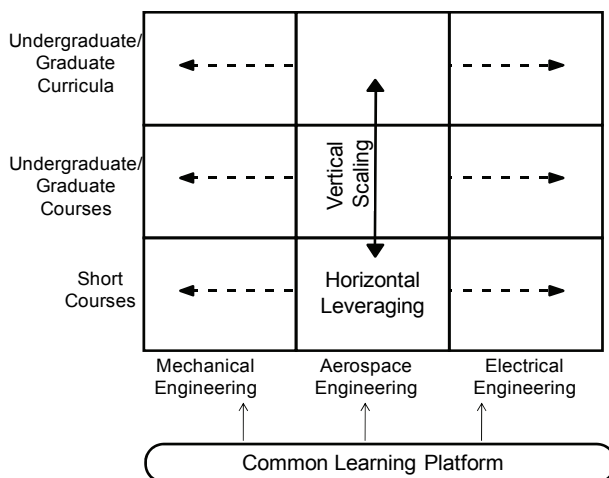 Undergraduate/
Graduate
Curricula
Undergraduate/
Graduate
Courses
Vertical
Scaling
Short
Courses
Horizontal
Leveraging
Mechanical
Engineering
Aerospace
Engineering
Electrical
Engineering
Common Learning Platform